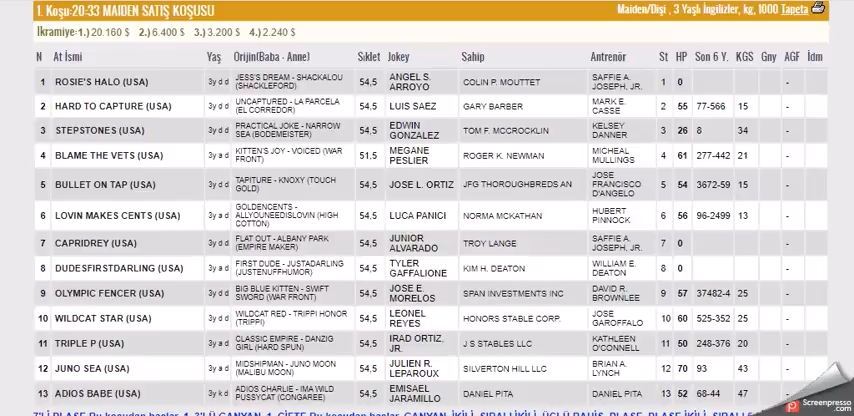 1. Koşu:20-33 MAIDEN SATIŞ KOŞUSU Maiden/Dişi , 3 Yaşlı İngilizler, kg, 1000 Tapeta
İkramiye:1.) 20.160 $ 2.) 6.400 $ 3.) 3.200 $ 4.) 2.240 $
N At İsmi Yaş Orijin(Baba - Anne) Sıklet Jokey Sahip Antrenör St HP Son 6 Y. KGS Gny AGF İdm
1 ROSIE'S HALO (USA) 3y d d JESS'S DREAM - SHACKALOU (SHACKLEFORD) 54,5 ANGEL S. ARROYO COLIN P. MOUTTET SAFFIE A. JOSEPH, JR. 1 0 -
2 HARD TO CAPTURE (USA) 3y d d UNCAPTURED - LA PARCELA (EL CORREDOR) 54,5 LUIS SAEZ GARY BARBER MARK E. CASSE 2 55 77-566 15 -
3 STEPSTONES (USA) 3y d d PRACTICAL JOKE - NARROW SEA (BODEMEISTER) 54,5 EDWIN GONZALEZ TOM F. MCCROCKLIN KELSEY DANNER 3 26 8 34 -
4 BLAME THE VETS (USA) 3y a d KITTEN'S JOY - VOICED (WAR FRONT) 51,5 MEGANE PESLIER ROGER K. NEWMAN MICHEAL MULLINGS 4 61 277-442 21 -
5 BULLET ON TAP (USA) 3y d d TAPITURE - KNOXY (TOUCH GOLD) 54,5 JOSE L. ORTIZ JFG THOROUGHBREDS AN JOSE FRANCISCO D'ANGELO 5 54 3672-59 15 -
6 LOVIN MAKES CENTS (USA) 3y a d GOLDENCENTS - ALLYOUNEEDISLOVIN (HIGH COTTON) 54,5 LUCA PANICI NORMA MCKATHAN HUBERT PINNOCK 6 56 96-2499 13 -
7 CAPRIDREY (USA) 3y d d FLAT OUT - ALBANY PARK (EMPIRE MAKER) 54,5 JUNIOR ALVARADO TROY LANGE SAFFIE A. JOSEPH, JR. 7 0 -
8 DUDESFIRSTDARLING (USA) 3y a d FIRST DUDE - JUSTADARLING (JUSTENUFFHUMOR) 54,5 TYLER GAFFALIONE KIM H. DEATON WILLIAM E. DEATON 8 0 -
9 OLYMPIC FENCER (USA) 3y d d BIG BLUE KITTEN - SWIFT SWORD (WAR FRONT) 54,5 JOSE E. MORELOS SPAN INVESTMENTS INC DAVID R. BROWNLEE 9 57 37482-4 25 -
10 WILDCAT STAR (USA) 3y d d WILDCAT RED - TRIPPI HONOR (TRIPPI) 54,5 LEONEL REYES HONORS STABLE CORP. JOSE GAROFFALO 10 60 525-352 25 -
11 TRIPLE P (USA) 3y a d CLASSIC EMPIRE - DANZIG GIRL (HARD SPUN) 54,5 IRAD ORTIZ, JR. J S STABLES LLC KATHLEEN O'CONNELL 11 50 248-376 20 -
12 JUNO SEA (USA) 3y a d MIDSHIPMAN - JUNO MOON (MALIBU MOON) 54,5 JULIEN R. LEPAROUX SILVERTON HILL LLC BRIAN A. LYNCH 12 70 93 43 -
13 ADIOS BABE (USA) 3y k d ADIOS CHARLIE - IMA WILD PUSSYCAT (CONGAREE) 54,5 EMISAEL JARAMILLO DANIEL PITA DANIEL PITA 13 52 68-44 47
Screenpresso
.com